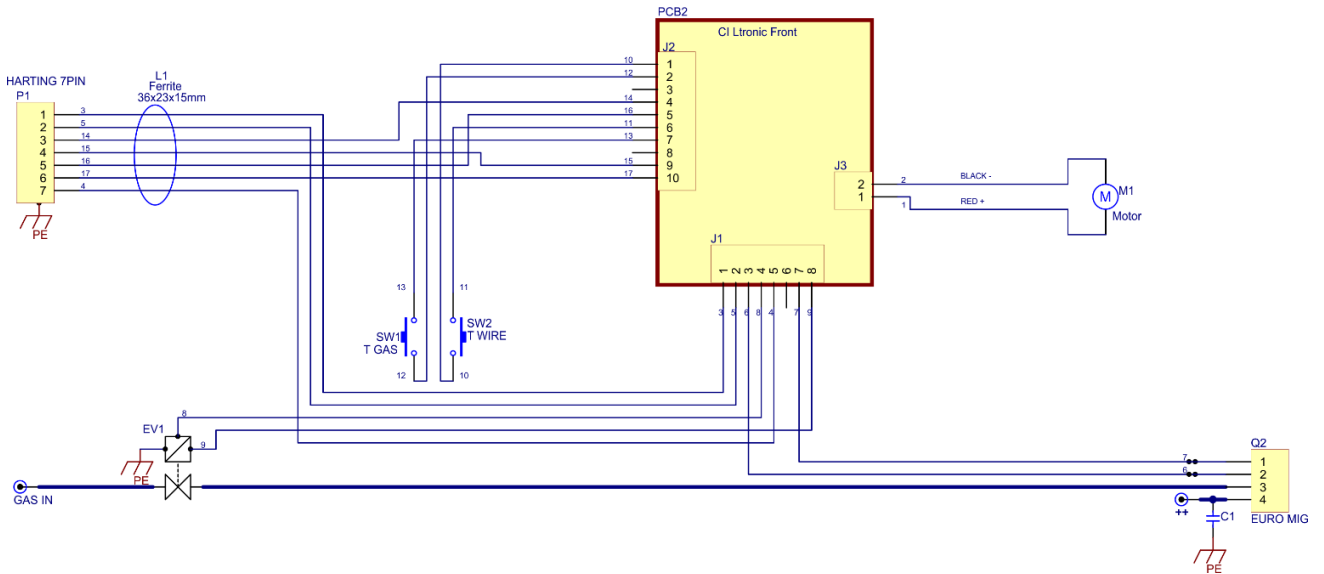 PCB2
CI Ltronic Front
J2
HARTING 7PIN
P1
L1
Ferrite
36x23x15mm
1
2
3
4
5
6
7
3
5
14
15
16
17
4
PE
10
12
14
16
11
13
15
17
1
2
3
4
5
6
7
8
9
10
J3
2
1
2
1
BLACK -
RED +
M
M1
Motor
J1
1
2
3
4
5
6
7
8
3
5
6
8
4
7
9
13
11
SW1
T GAS
SW2
T WIRE
12
10
EV1
8
9
PE
GAS IN
Q2
7
6
1
2
3
4
++
C1
EURO MIG
PE